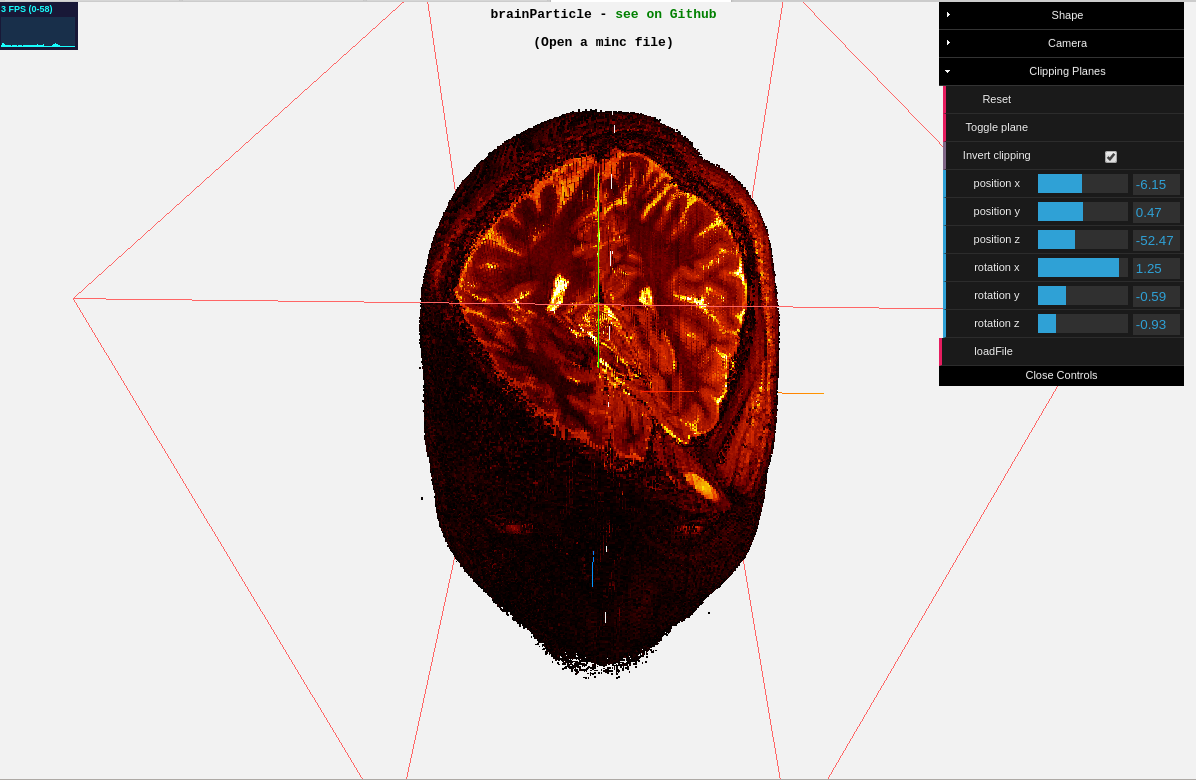 3 FPS (0-58)
brainParticle - see on Github
(Open a minc file)
Shape
Camera
Clipping Planes
Reset
Toggle plane
Invert clipping
position x -6.15
position y 0.47
position z -52.47
rotation x 1.25
rotation y -0.59
rotation z -0.93
loadFile
Close Controls